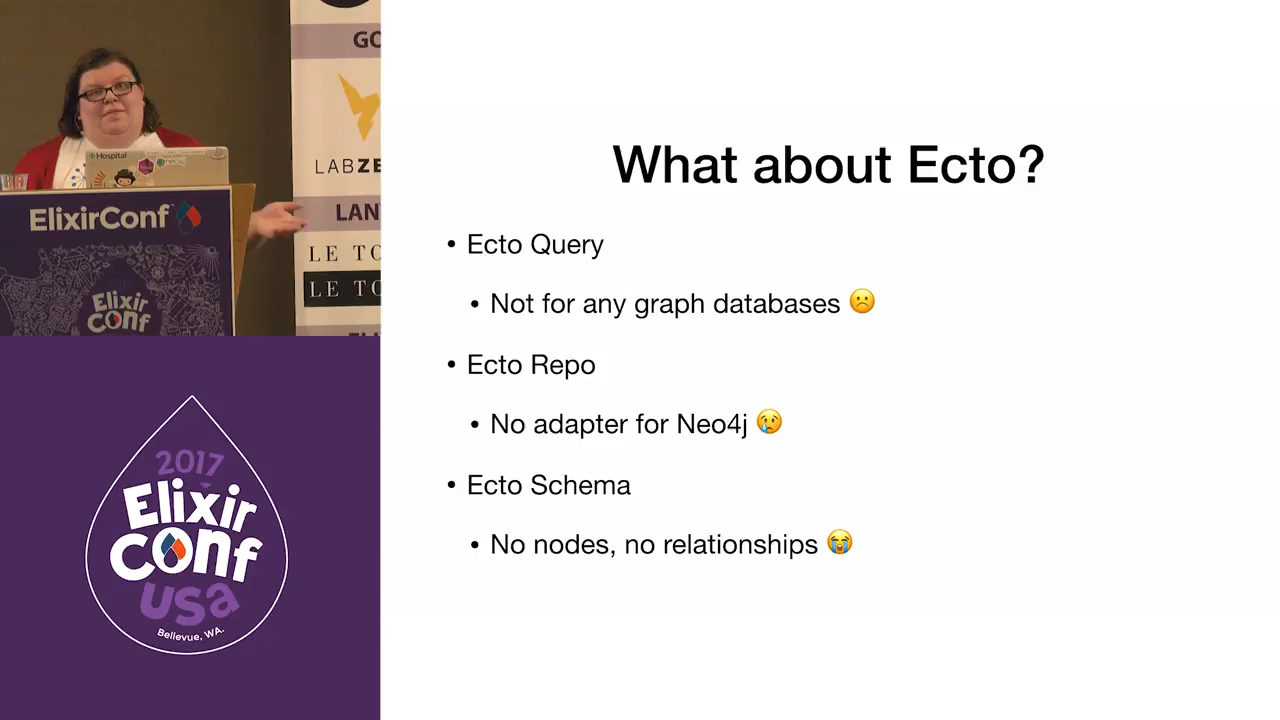 GO
LABZE
LAN
LE TO
LE TO
Hospital
neo4j
ElixirConf
Elixir
Conf
2017
Elixir
Conf
USA
Bellevue, WA.
What about Ecto?
• Ecto Query
• Not for any graph databases ☹️
• Ecto Repo
• No adapter for Neo4j 😢
• Ecto Schema
• No nodes, no relationships 😭